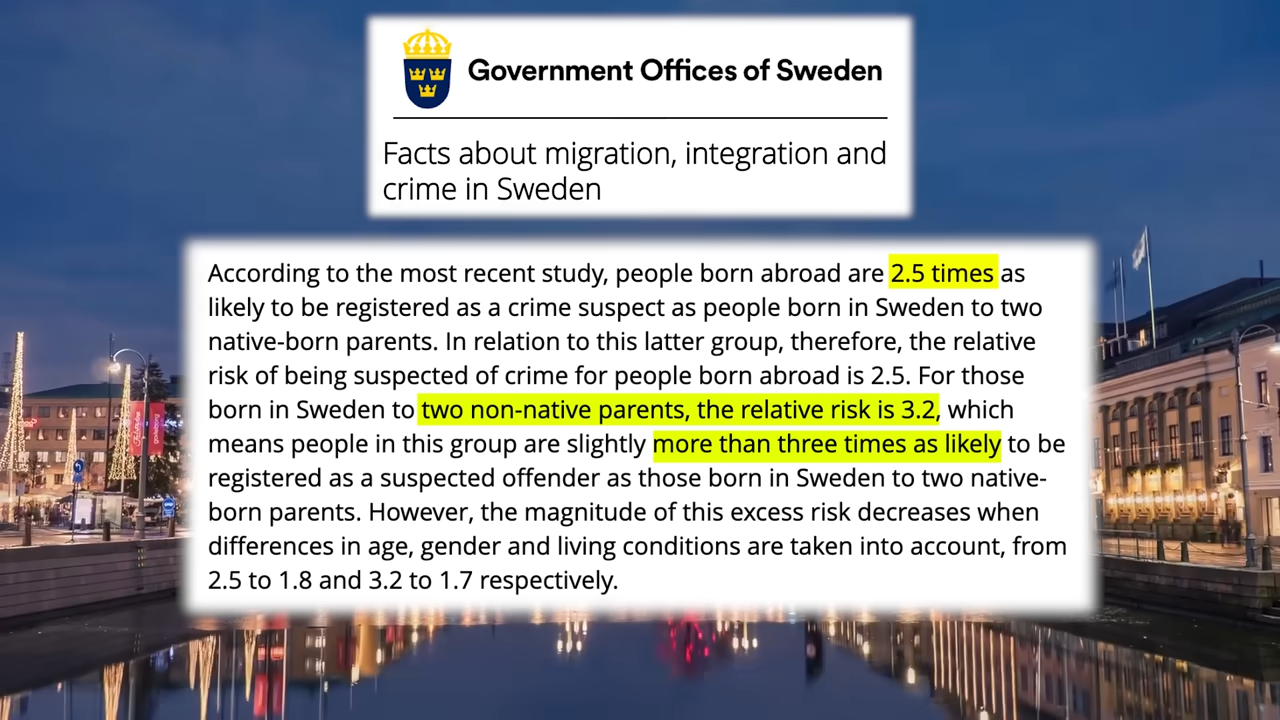 Government Offices of Sweden
Facts about migration, integration and
crime in Sweden
According to the most recent study, people born abroad are 2.5 times as
likely to be registered as a crime suspect as people born in Sweden to two
native-born parents. In relation to this latter group, therefore, the relative
risk of being suspected of crime for people born abroad is 2.5. For those
born in Sweden to two non-native parents, the relative risk is 3.2, which
means people in this group are slightly more than three times as likely to be
registered as a suspected offender as those born in Sweden to two native-
born parents. However, the magnitude of this excess risk decreases when
differences in age, gender and living conditions are taken into account, from
2.5 to 1.8 and 3.2 to 1.7 respectively.